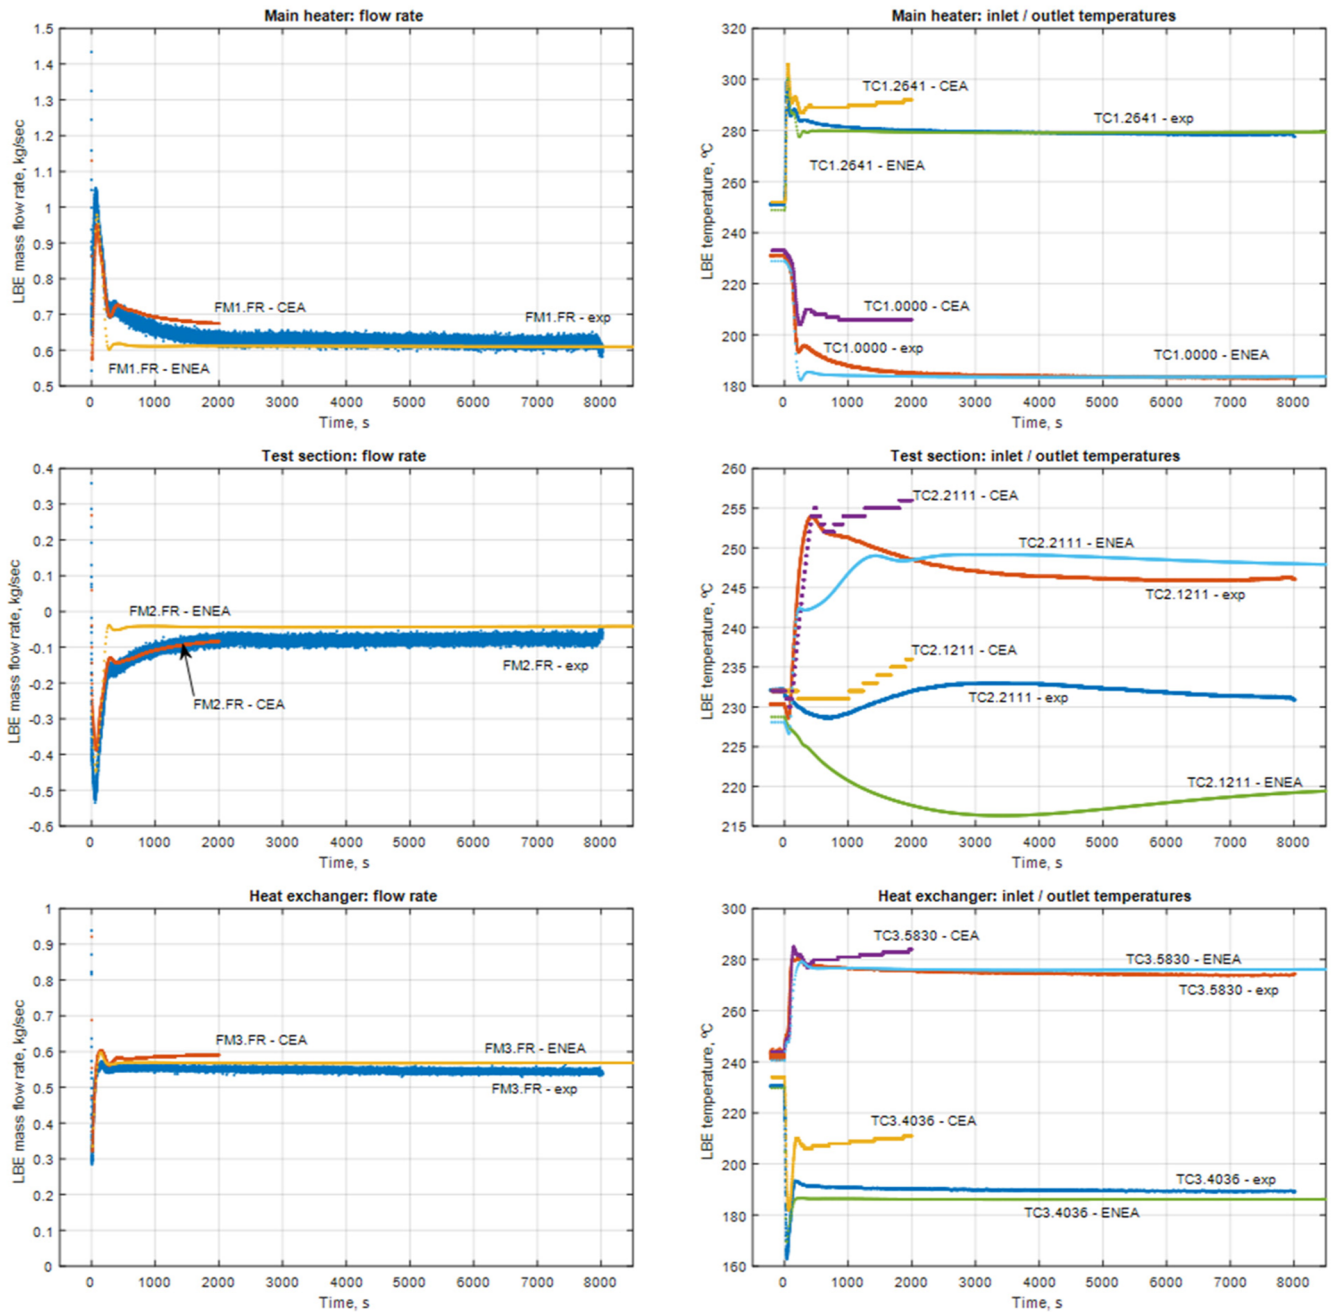 Main heater: flow rate
LBE mass flow rate, kg/sec
1.5
1.4
1.3
1.2
1.1
1
0.9
0.8
0.7
0.6
0.5
FM1.FR - CEA
FM1.FR - exp
FM1.FR - ENEA
0 1000 2000 3000 4000 5000 6000 7000 8000
Time, s
Main heater: inlet / outlet temperatures
LBE temperature, ºC
320
300
280
260
240
220
200
180
TC1.2641 - CEA
TC1.2641 - exp
TC1.2641 - ENEA
TC1.0000 - CEA
TC1.0000 - exp
TC1.0000 - ENEA
0 1000 2000 3000 4000 5000 6000 7000 8000
Time, s
Test section: flow rate
LBE mass flow rate, kg/sec
0.4
0.3
0.2
0.1
0
-0.1
-0.2
-0.3
-0.4
-0.5
-0.6
FM2.FR - ENEA
FM2.FR - exp
FM2.FR - CEA
0 1000 2000 3000 4000 5000 6000 7000 8000
Time, s
Test section: inlet / outlet temperatures
LBE temperature, ºC
260
255
250
245
240
235
230
225
220
215
TC2.2111 - CEA
TC2.2111 - ENEA
TC2.1211 - exp
TC2.1211 - CEA
TC2.2111 - exp
TC2.1211 - ENEA
0 1000 2000 3000 4000 5000 6000 7000 8000
Time, s
Heat exchanger: flow rate
LBE mass flow rate, kg/sec
1
0.9
0.8
0.7
0.6
0.5
0.4
0.3
0.2
0.1
0
FM3.FR - CEA
FM3.FR - ENEA
FM3.FR - exp
0 1000 2000 3000 4000 5000 6000 7000 8000
Time, s
Heat exchanger: inlet / outlet temperatures
LBE temperature, ºC
300
280
260
240
220
200
180
160
TC3.5830 - CEA
TC3.5830 - ENEA
TC3.5830 - exp
TC3.4036 - CEA
TC3.4036 - exp
TC3.4036 - ENEA
0 1000 2000 3000 4000 5000 6000 7000 8000
Time, s